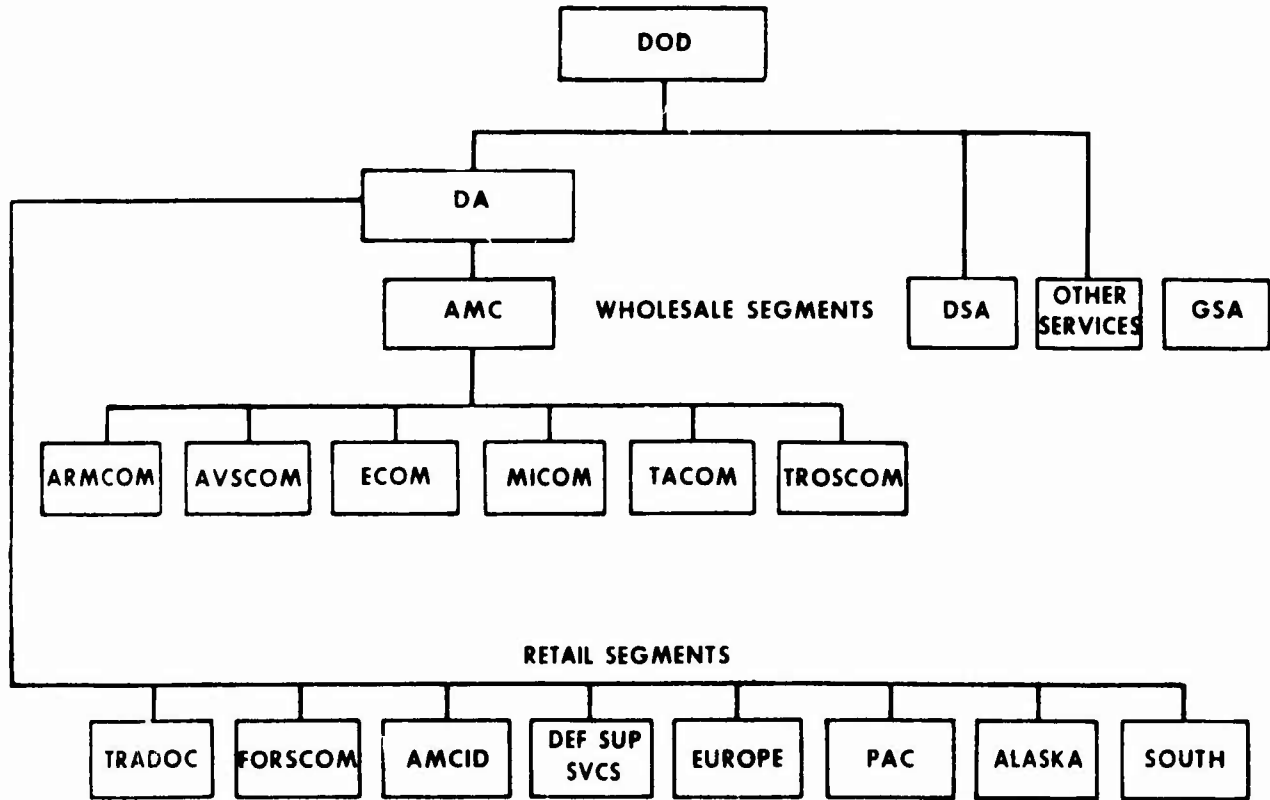 DOD
DA
AMC
WHOLESALE SEGMENTS
DSA
OTHER
SERVICES
GSA
ARMCOM
AVSCOM
ECOM
MICOM
TACOM
TROSCOM
RETAIL SEGMENTS
TRADOC
FORSCOM
AMCID
DEF SUP
SVCS
EUROPE
PAC
ALASKA
SOUTH